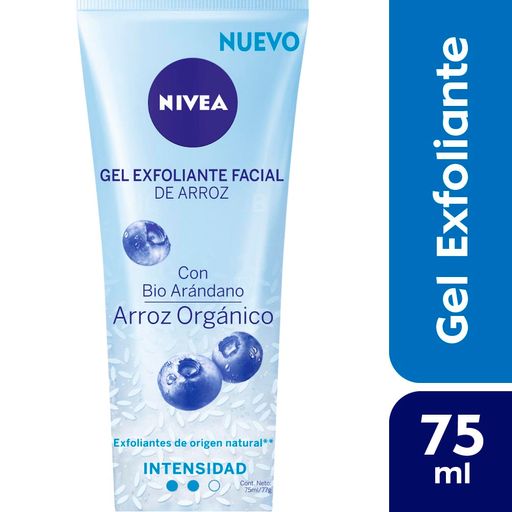 NUEVO
NIVEA
GEL EXFOLIANTE FACIAL
DE ARROZ
Con
Bio Arándano
Arroz Orgánico
Exfoliantes de origen natural**
INTENSIDAD
Cont. Neto:
75ml/77g
Gel Exfoliante
75
ml